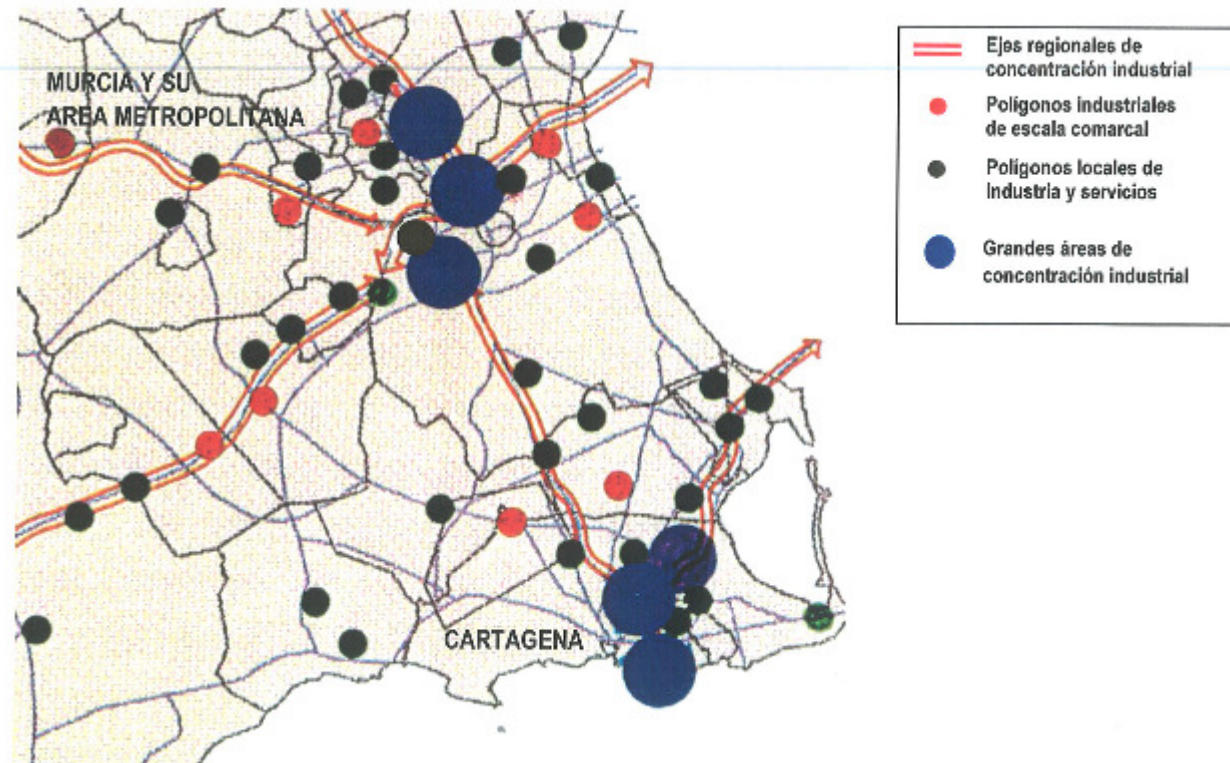 MURCIA Y SU
AREA METROPOLITANA
CARTAGENA
Ejes regionales de
concentración industrial
Polígonos industriales
de escala comarcal
Polígonos locales de
industria y servicios
Grandes áreas de
concentración industrial